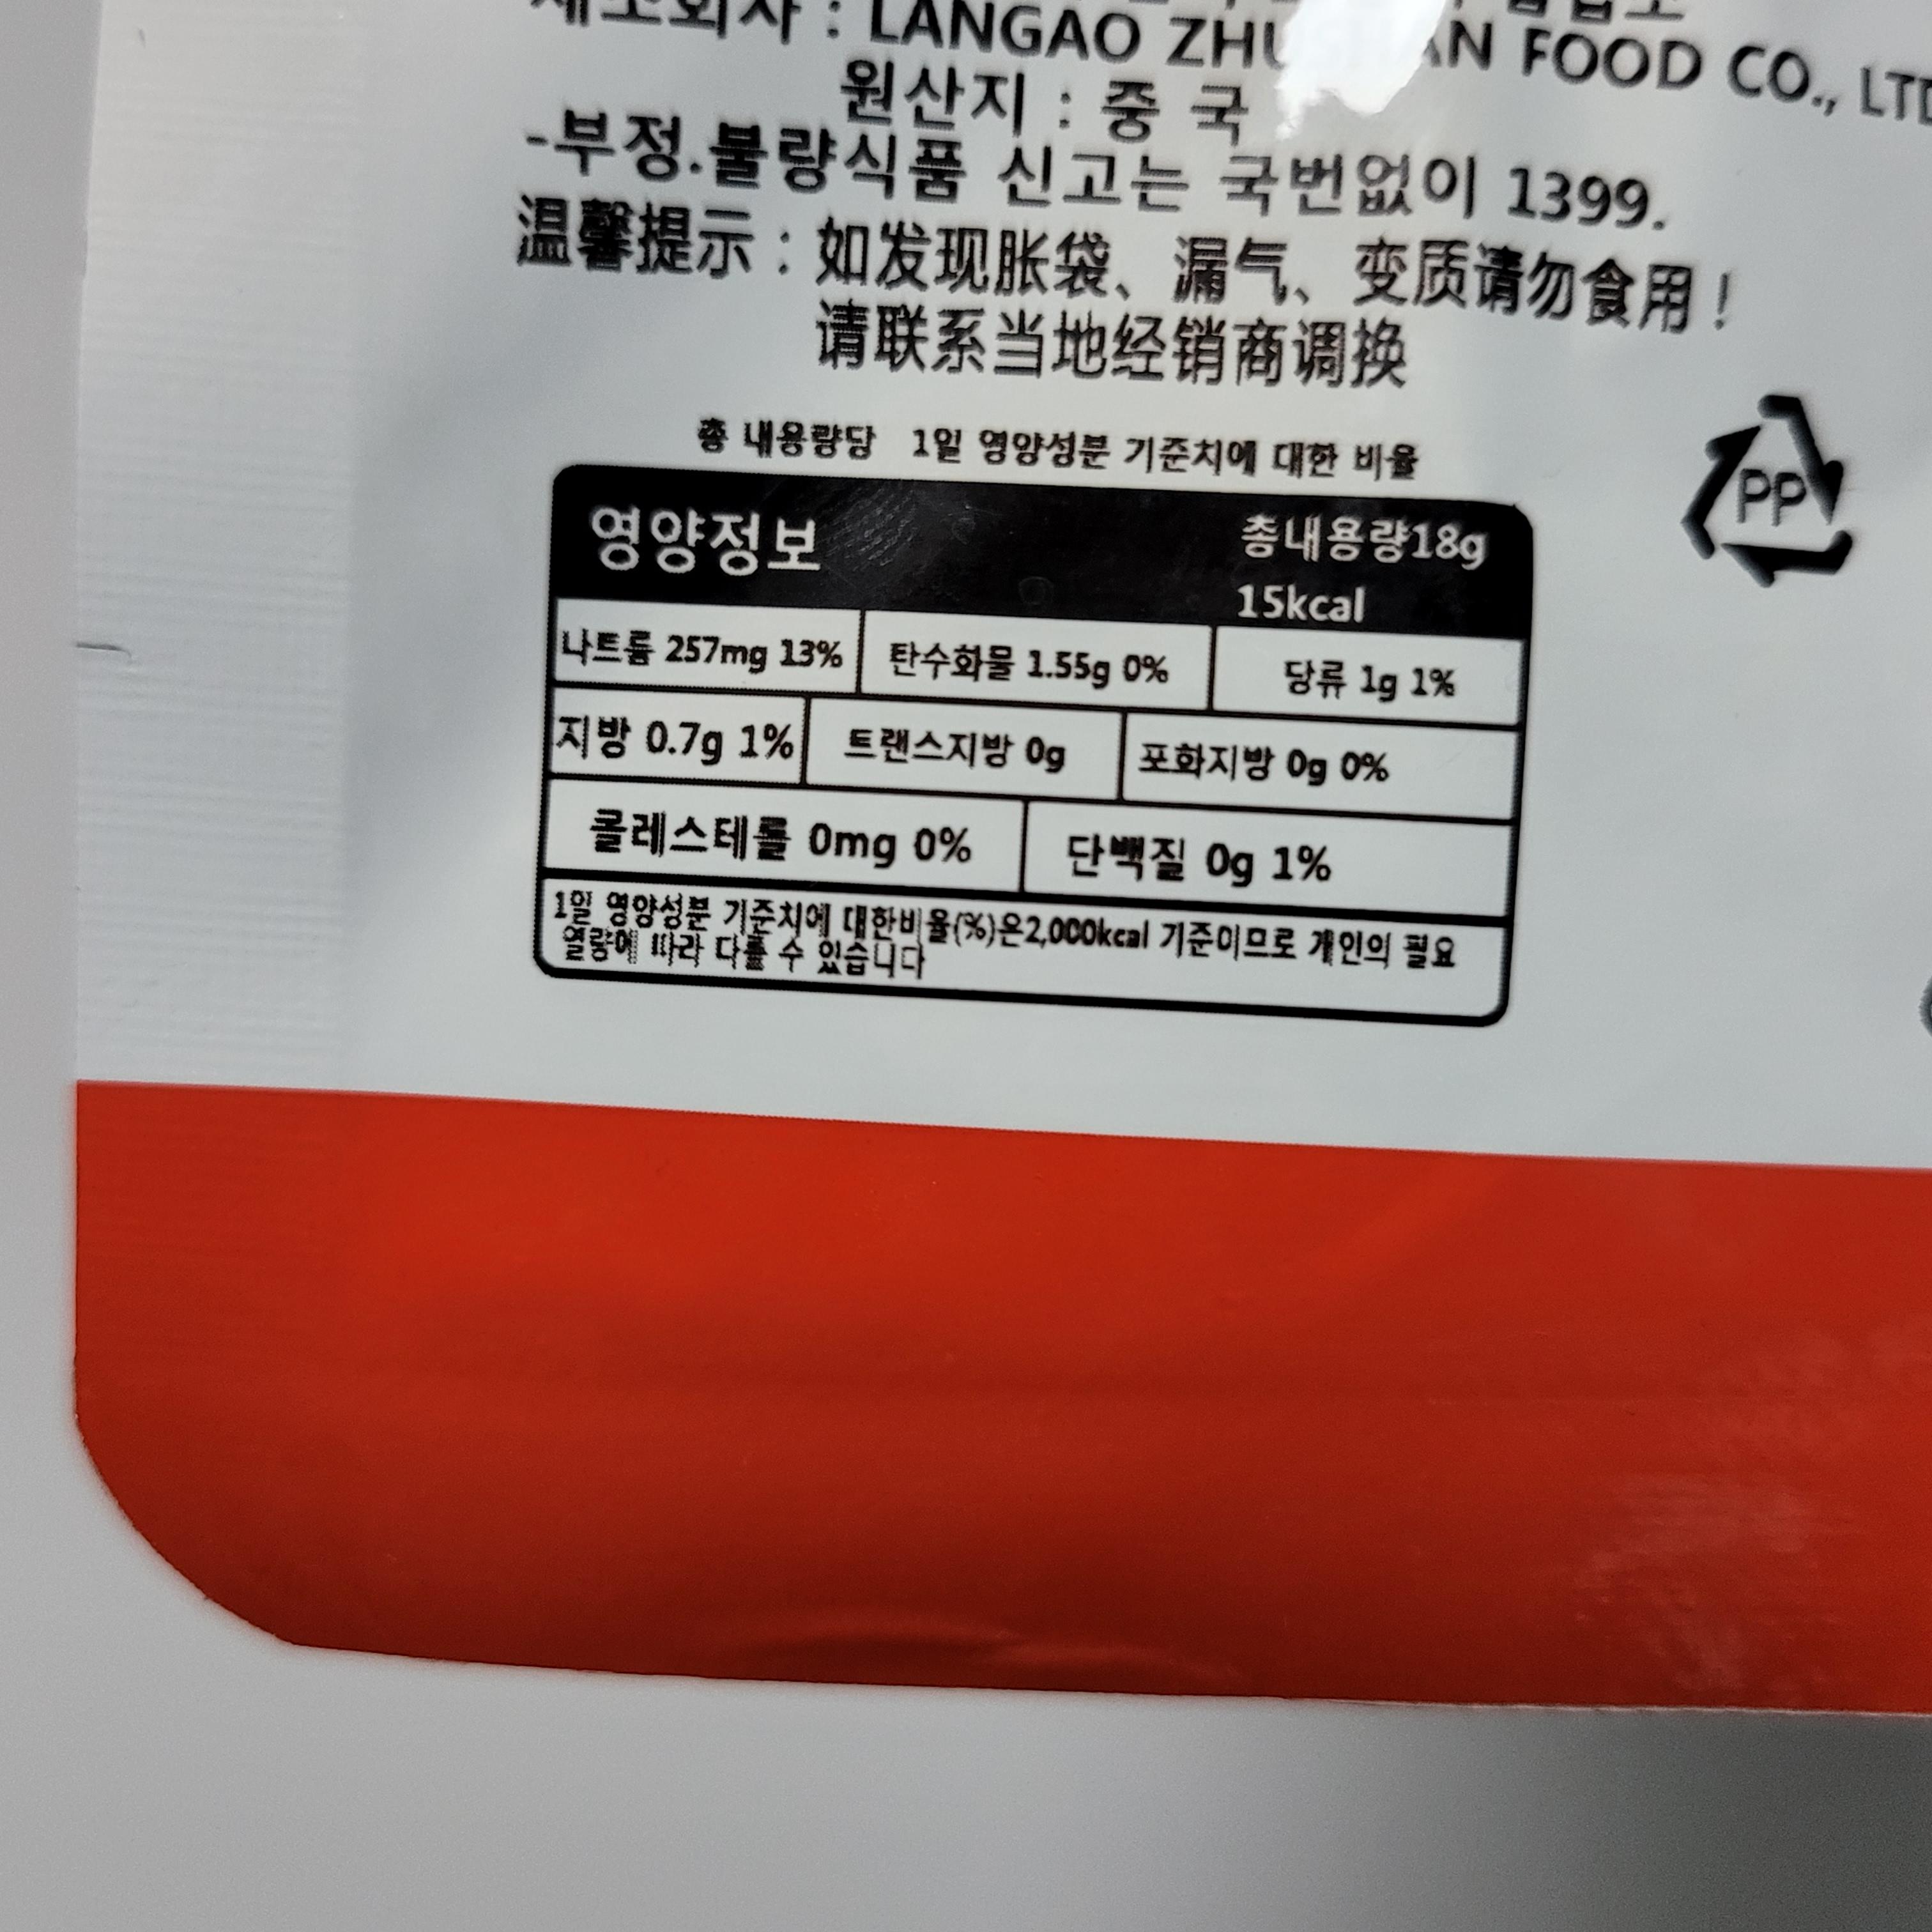 제조회사 : LANGAO FOOD CO., LTD
원산지 : 중 국
-부정.불량식품 신고는 국번없이 1399.
温馨提示：如发现胀袋、漏气、变质请勿食用！
请联系当地经销商调换
총 내용량당 1일 영양성분 기준치에 대한 비율
PP
영양정보 총내용량18g
15kcal
나트륨 257mg 13% 탄수화물 1.55g 0% 당류 1g 1%
지방 0.7g 1% 트랜스지방 0g 포화지방 0g 0%
콜레스테롤 0mg 0% 단백질 0g 1%
1일 영양성분 기준치에 대한비율(%)은2,000kcal 기준이므로 개인의 필요
열량에 따라 다를 수 있습니다